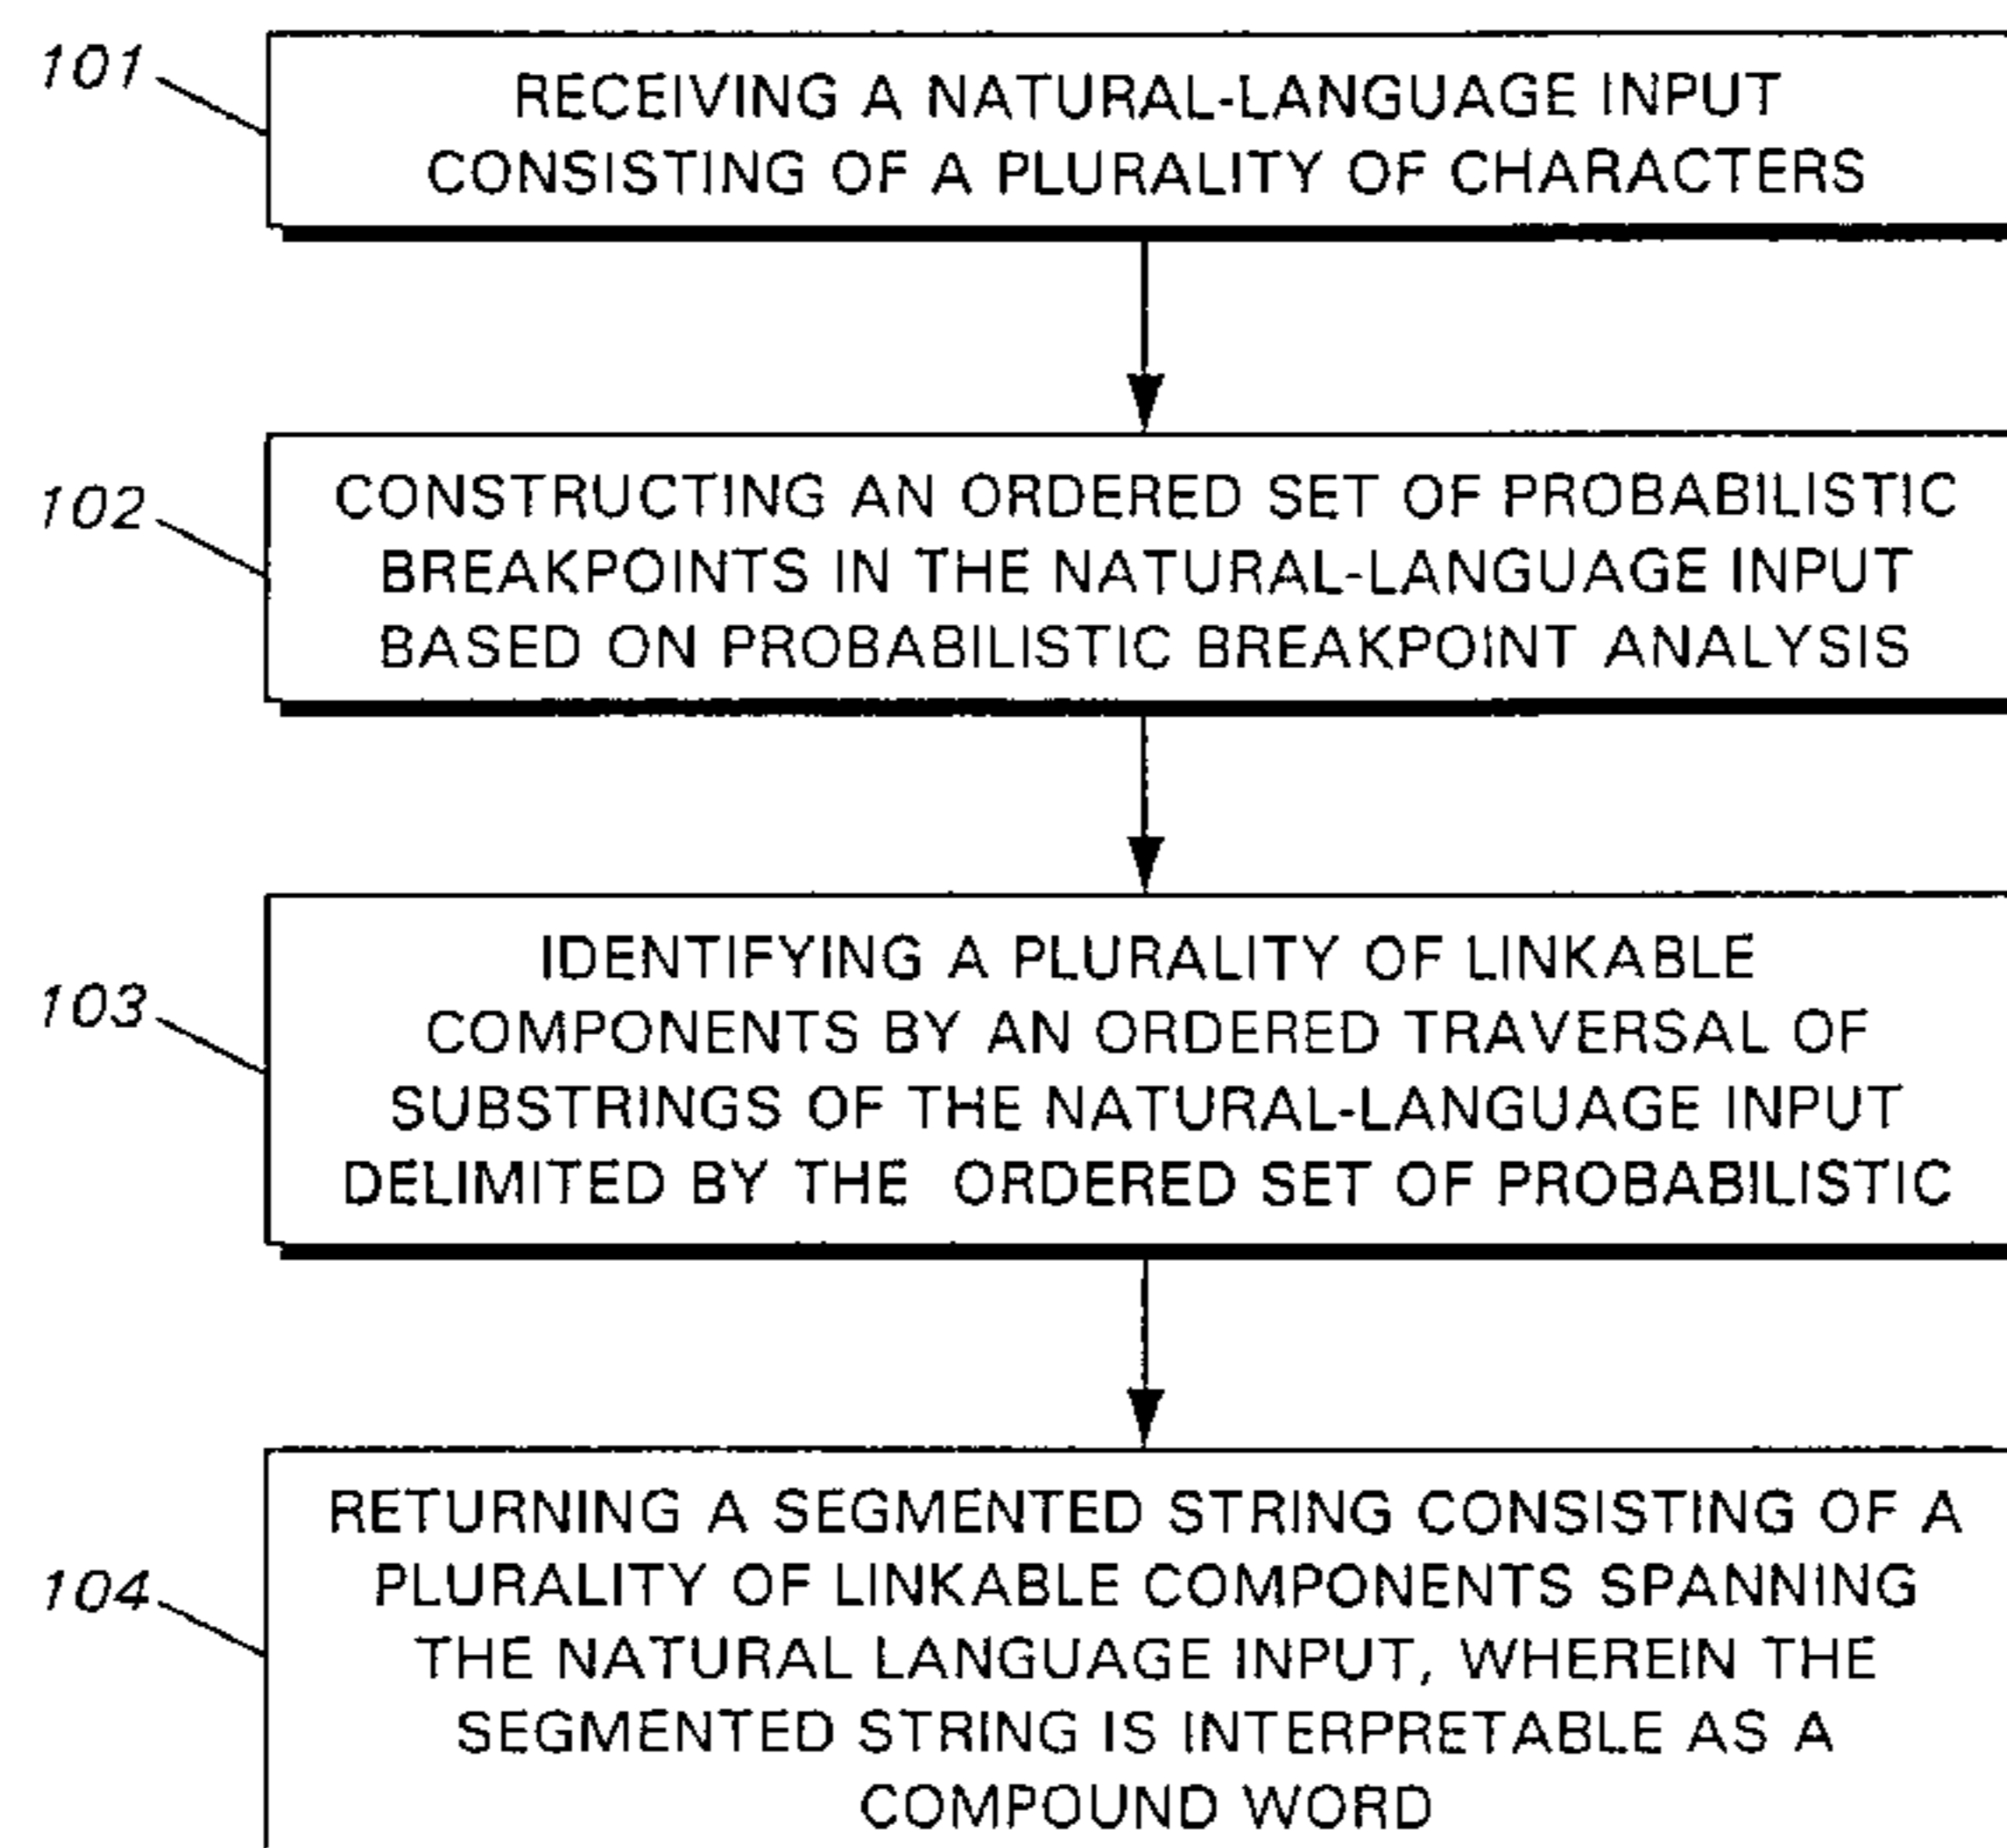 101
RECEIVING A NATURAL-LANGUAGE INPUT
CONSISTING OF A PLURALITY OF CHARACTERS
102
CONSTRUCTING AN ORDERED SET OF PROBABILISTIC
BREAKPOINTS IN THE NATURAL-LANGUAGE INPUT
BASED ON PROBABILISTIC BREAKPOINT ANALYSIS
103
IDENTIFYING A PLURALITY OF LINKABLE
COMPONENTS BY AN ORDERED TRAVERSAL OF
SUBSTRINGS OF THE NATURAL-LANGUAGE INPUT
DELIMITED BY THE ORDERED SET OF PROBABILISTIC
104
RETURNING A SEGMENTED STRING CONSISTING OF A
PLURALITY OF LINKABLE COMPONENTS SPANNING
THE NATURAL LANGUAGE INPUT, WHEREIN THE
SEGMENTED STRING IS INTERPRETABLE AS A
COMPOUND WORD